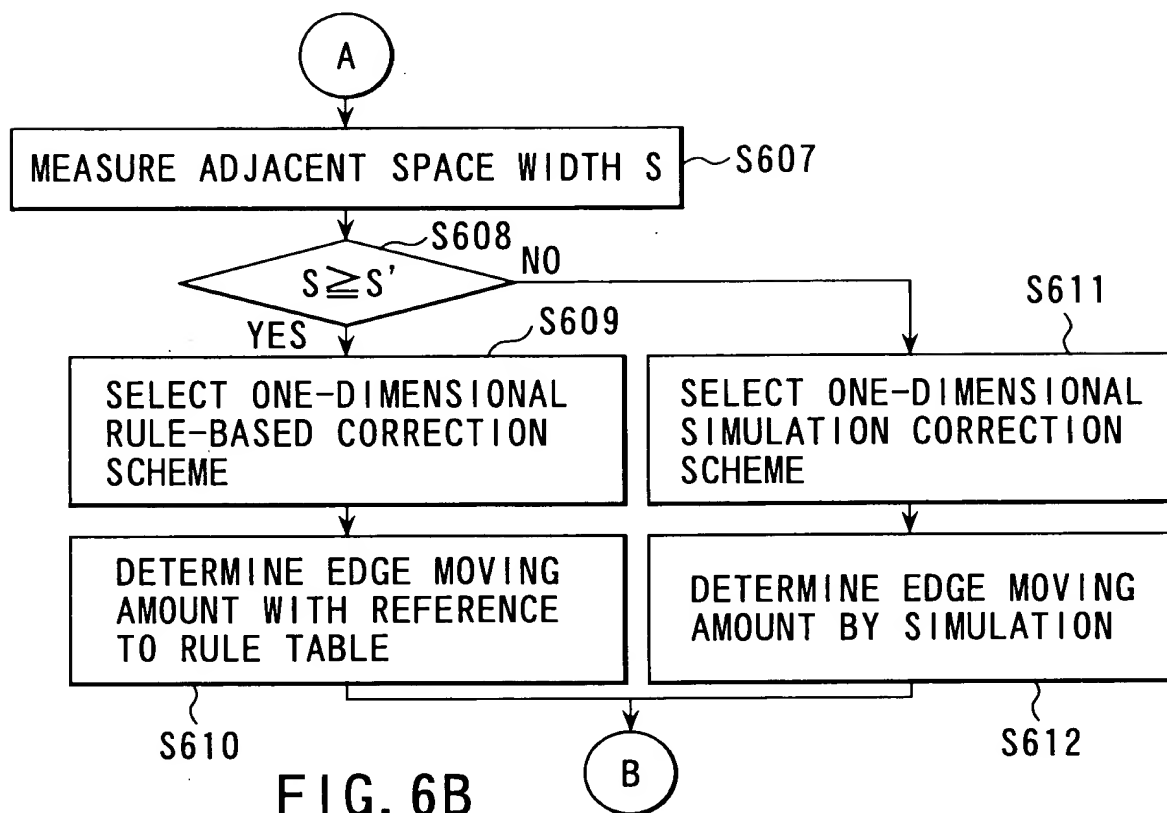 A
MEASURE ADJACENT SPACE WIDTH S
S607
S608
S≧S'
NO
YES
S609
S611
SELECT ONE-DIMENSIONAL
RULE-BASED CORRECTION
SCHEME
SELECT ONE-DIMENSIONAL
SIMULATION CORRECTION
SCHEME
DETERMINE EDGE MOVING
AMOUNT WITH REFERENCE
TO RULE TABLE
DETERMINE EDGE MOVING
AMOUNT BY SIMULATION
S610
S612
B
FIG. 6B